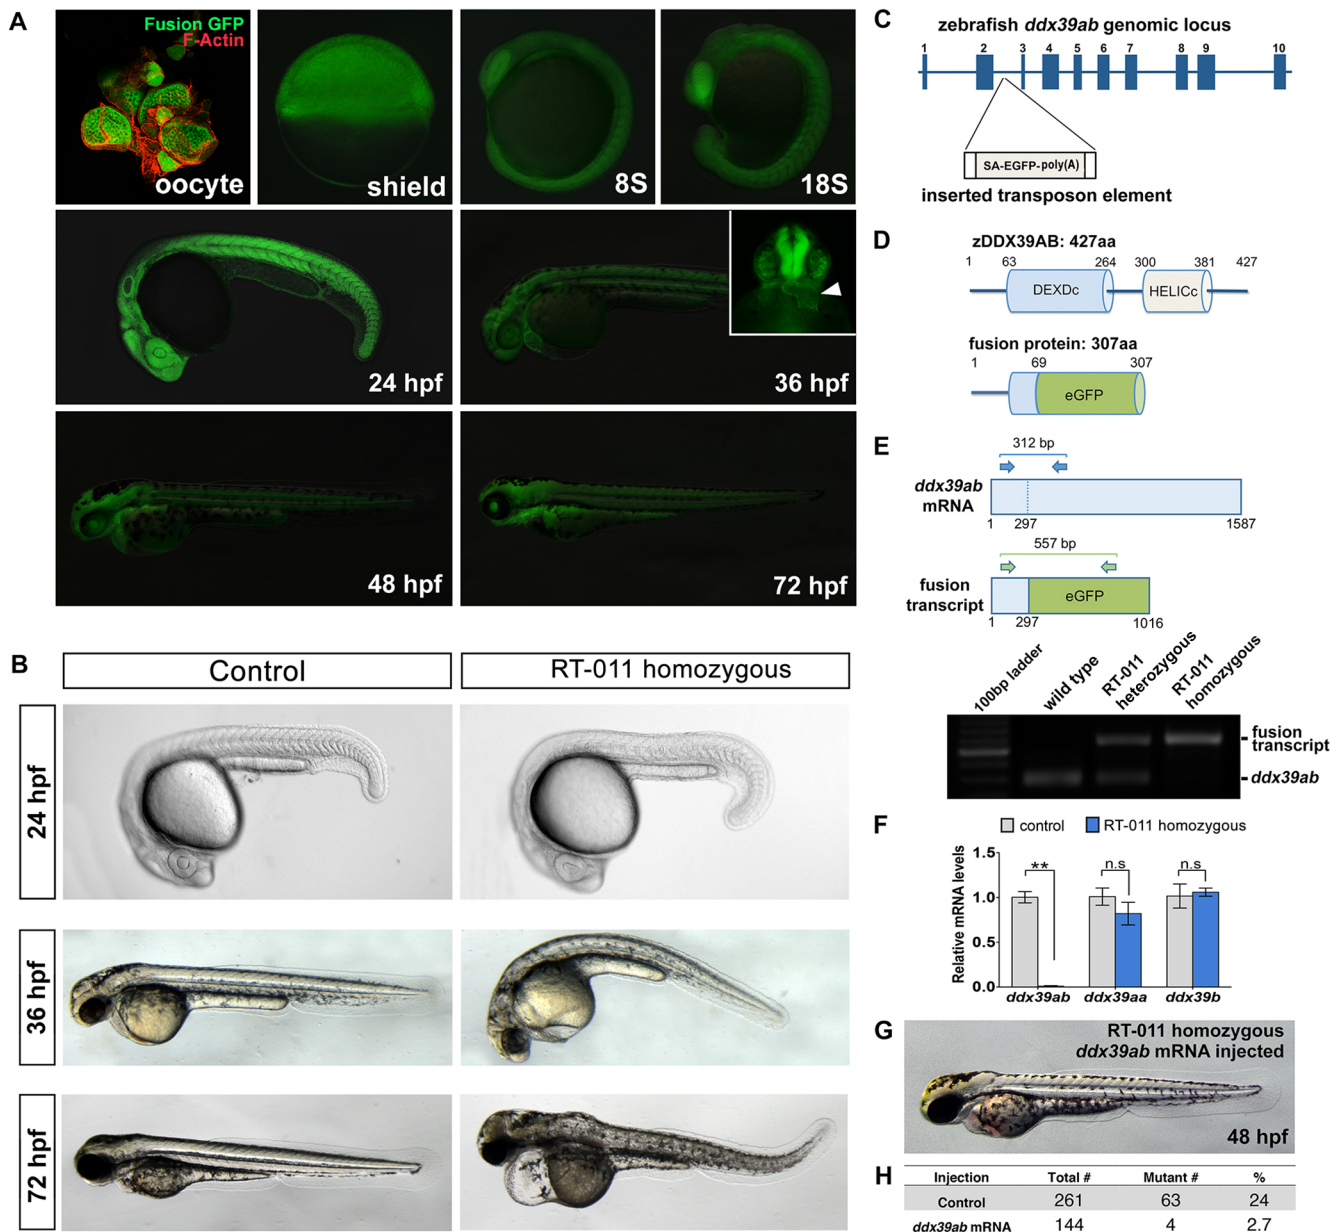 A
Fusion GFP
F-Actin
oocyte
shield
8S
18S
24 hpf
36 hpf
48 hpf
72 hpf
B
Control
RT-011 homozygous
24 hpf
36 hpf
72 hpf
C
zebrafish ddx39ab genomic locus
1 2 3 4 5 6 7 8 9 10
SA-EGFP-poly(A)
inserted transposon element
D
zDDX39AB: 427aa
1 63 264 300 381 427
DEXDc
HELICc
fusion protein: 307aa
1 69 307
eGFP
E
312 bp
ddx39ab
mRNA
1 297 1587
557 bp
fusion
transcript
eGFP
1 297 1016
100bp ladder
wild type
RT-011
heterozygous
RT-011
homozygous
fusion
transcript
ddx39ab
F
control
RT-011 homozygous
Relative mRNA levels
1.5
1.0
0.5
0.0
**
n.s
n.s
ddx39ab
ddx39aa
ddx39b
G
RT-011 homozygous
ddx39ab mRNA injected
48 hpf
H
Injection Total # Mutant # %
Control 261 63 24
ddx39ab mRNA 144 4 2.7